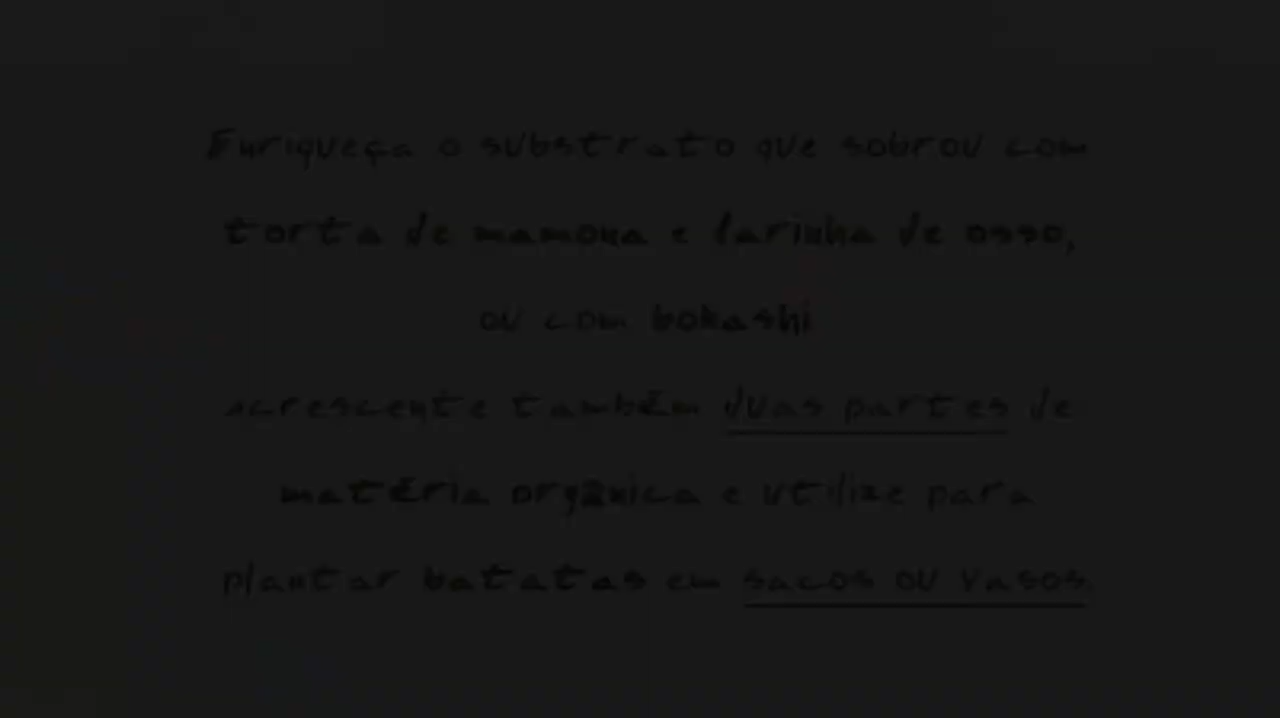 Enriqueça o substrato que sobrou com
torta de mamona e farinha de osso,
ou com bokashi
acrescente também duas partes de
matéria orgânica e utilize para
plantar batatas em sacos ou vasos.